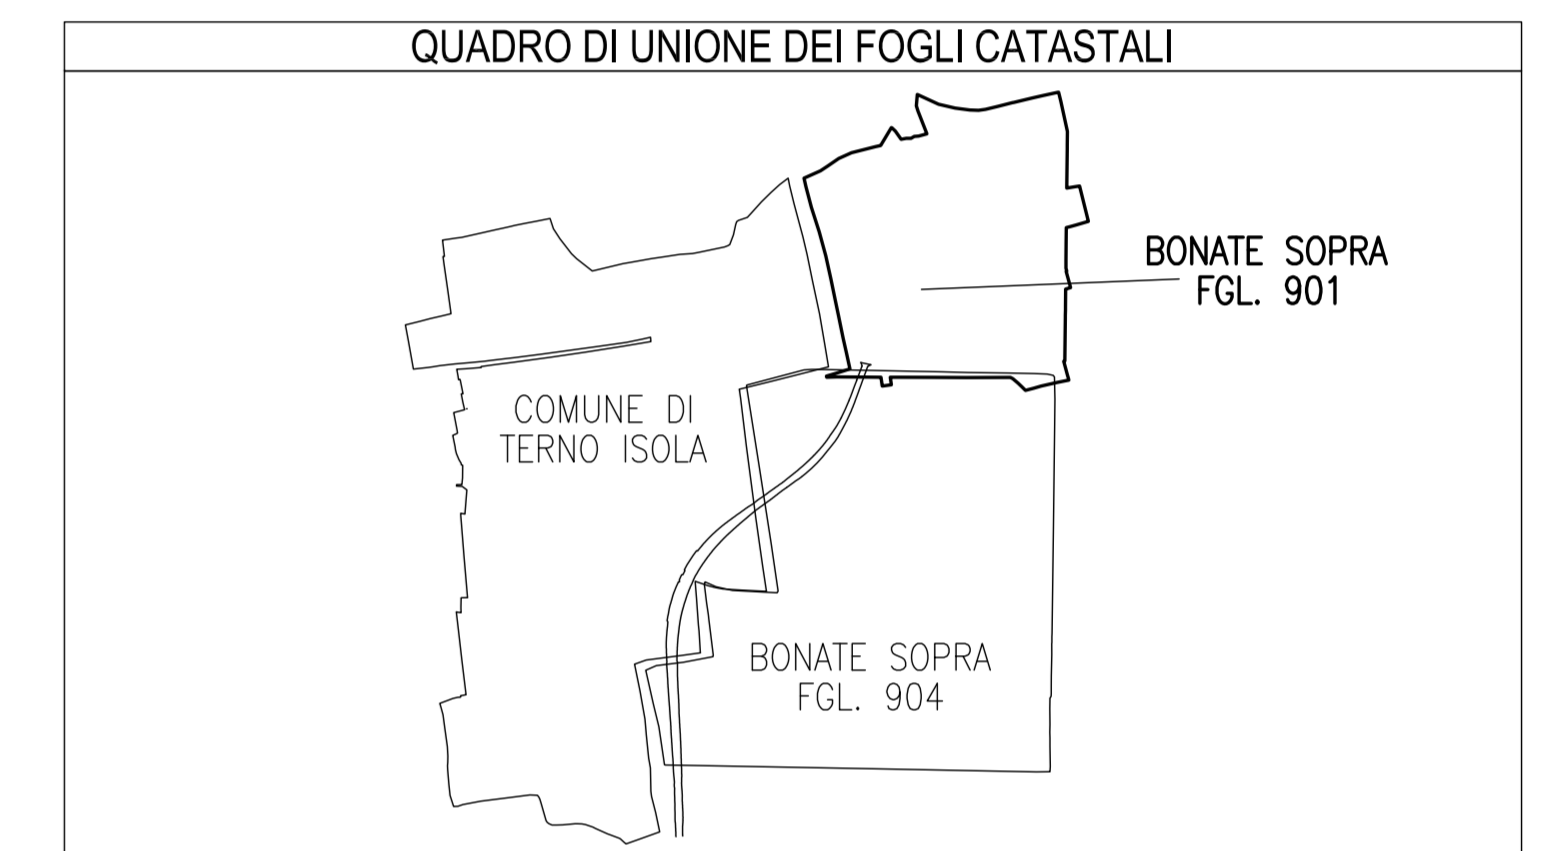 QUADRO DI UNIONE DEI FOGLI CATASTALI
BONATE SOPRA
FGL. 901
COMUNE DI
TERNO ISOLA
BONATE SOPRA
FGL. 904